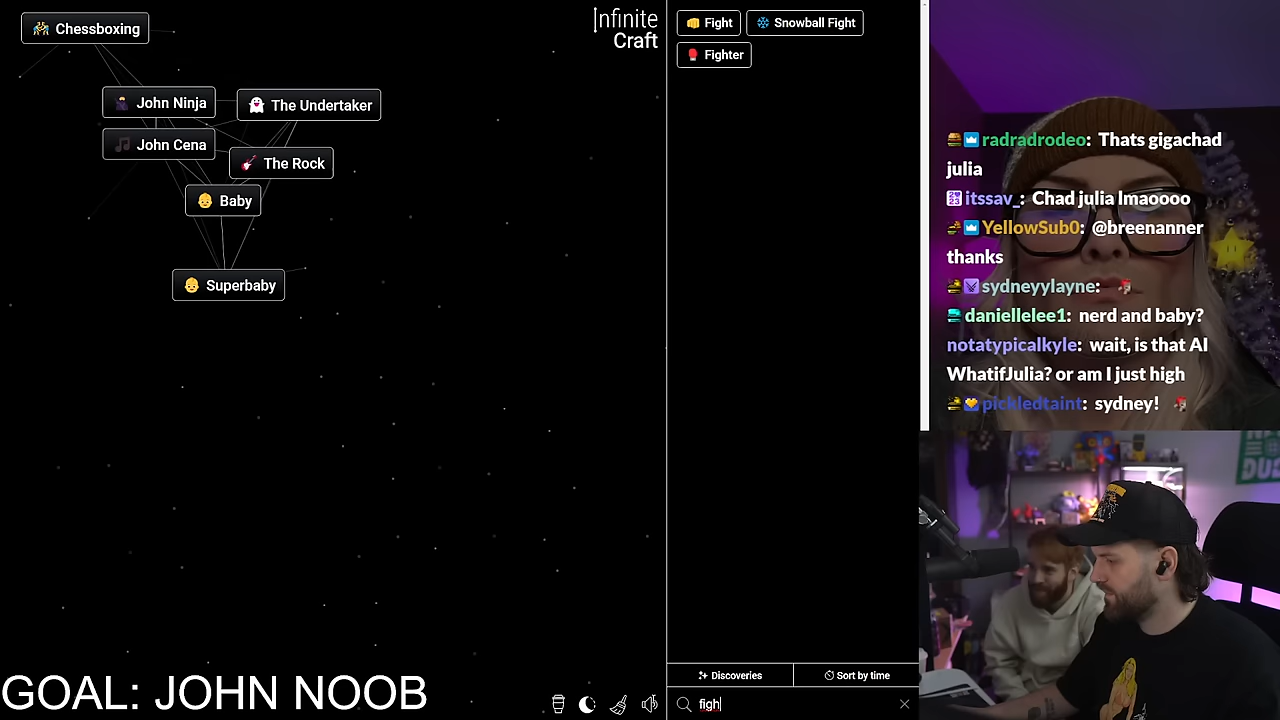 Chessboxing
Infinite
Craft
John Ninja
The Undertaker
John Cena
The Rock
Baby
Superbaby
GOAL: JOHN NOOB
Fight
Snowball Fight
Fighter
Discoveries
Sort by time
figh
radradrodeo: Thats gigachad
julia
itssav_: Chad julia lmaoooo
YellowSub0: @breenanner
thanks
sydneyylayne:
daniellelee1: nerd and baby?
notatypicalkyle: wait, is that AI
WhatifJulia? or am I just high
pickledtaint: sydney!